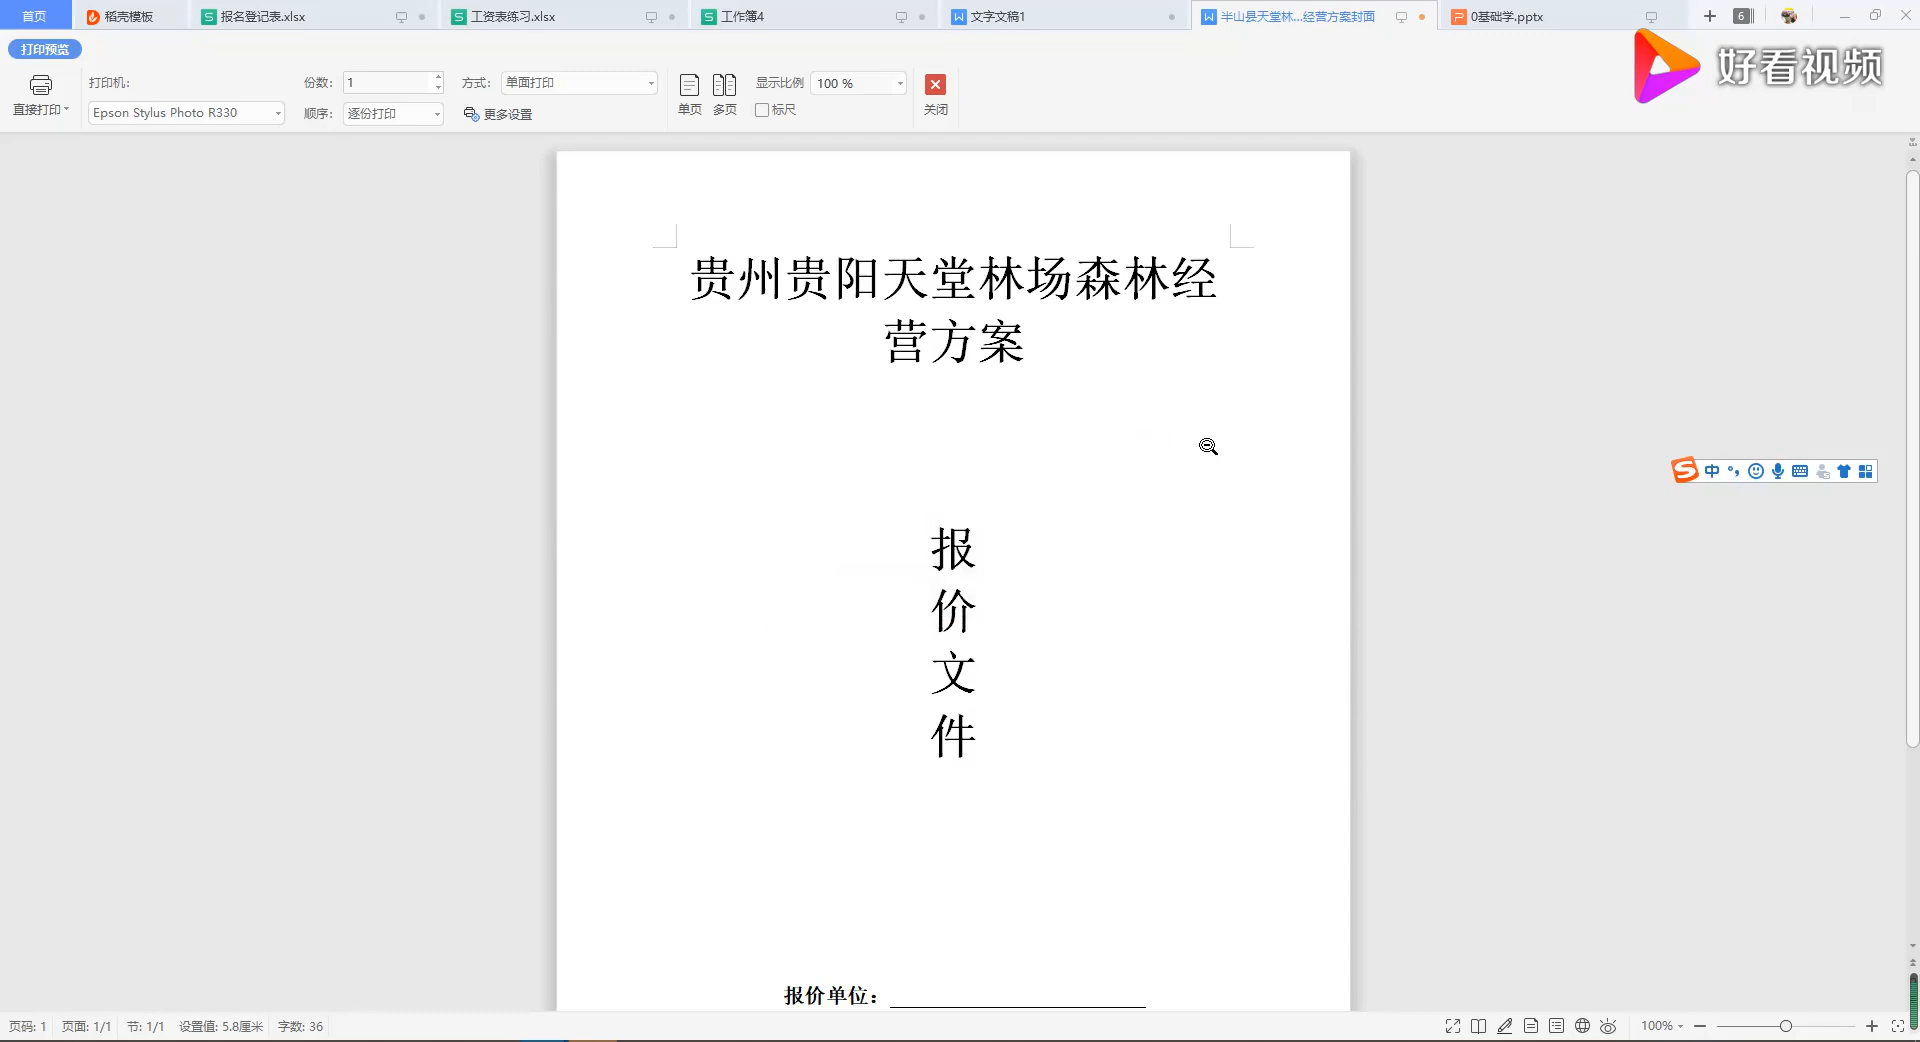 首页
稻壳模板
报名登记表.xlsx
工资表练习.xlsx
工作簿4
文字文稿1
半山县天堂林...经营方案封面
0基础学.pptx
6
打印预览
好看视频
直接打印
打印机:
Epson Stylus Photo R330
份数: 1
顺序: 逐份打印
方式: 单面打印
更多设置
单页
多页
显示比例 100 %
标尺
关闭
贵州贵阳天堂林场森林经
营方案
报
价
文
件
报价单位：
中
页码: 1 页面: 1/1 节: 1/1 设置值: 5.8厘米 字数: 36
100%